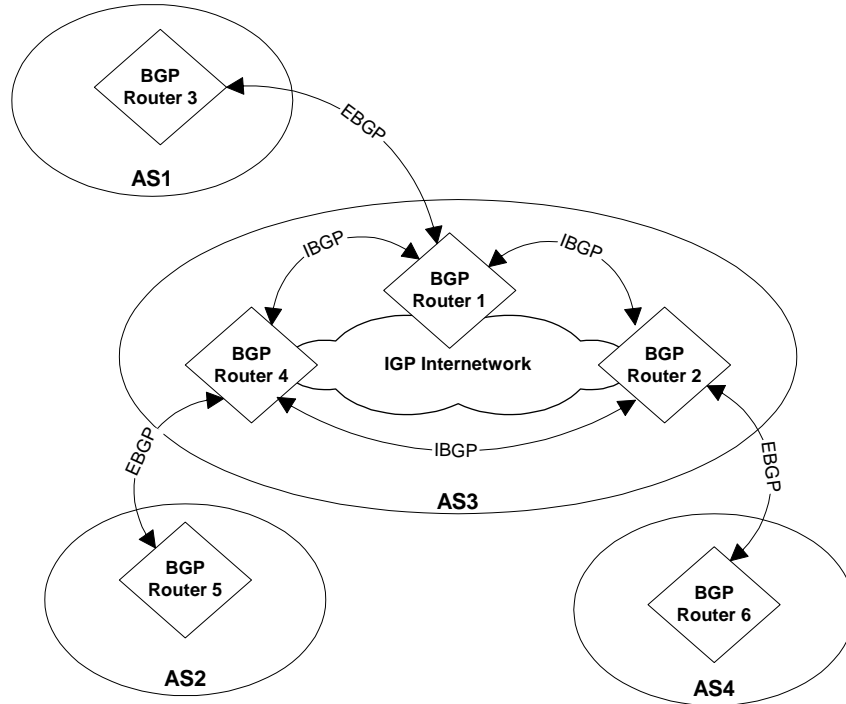 BGP
Router 3
AS1
EBGP
IBGP
IBGP
BGP
Router 1
BGP
Router 4
IGP Internetwork
BGP
Router 2
EBGP
IBGP
EBGP
AS3
BGP
Router 5
AS2
BGP
Router 6
AS4